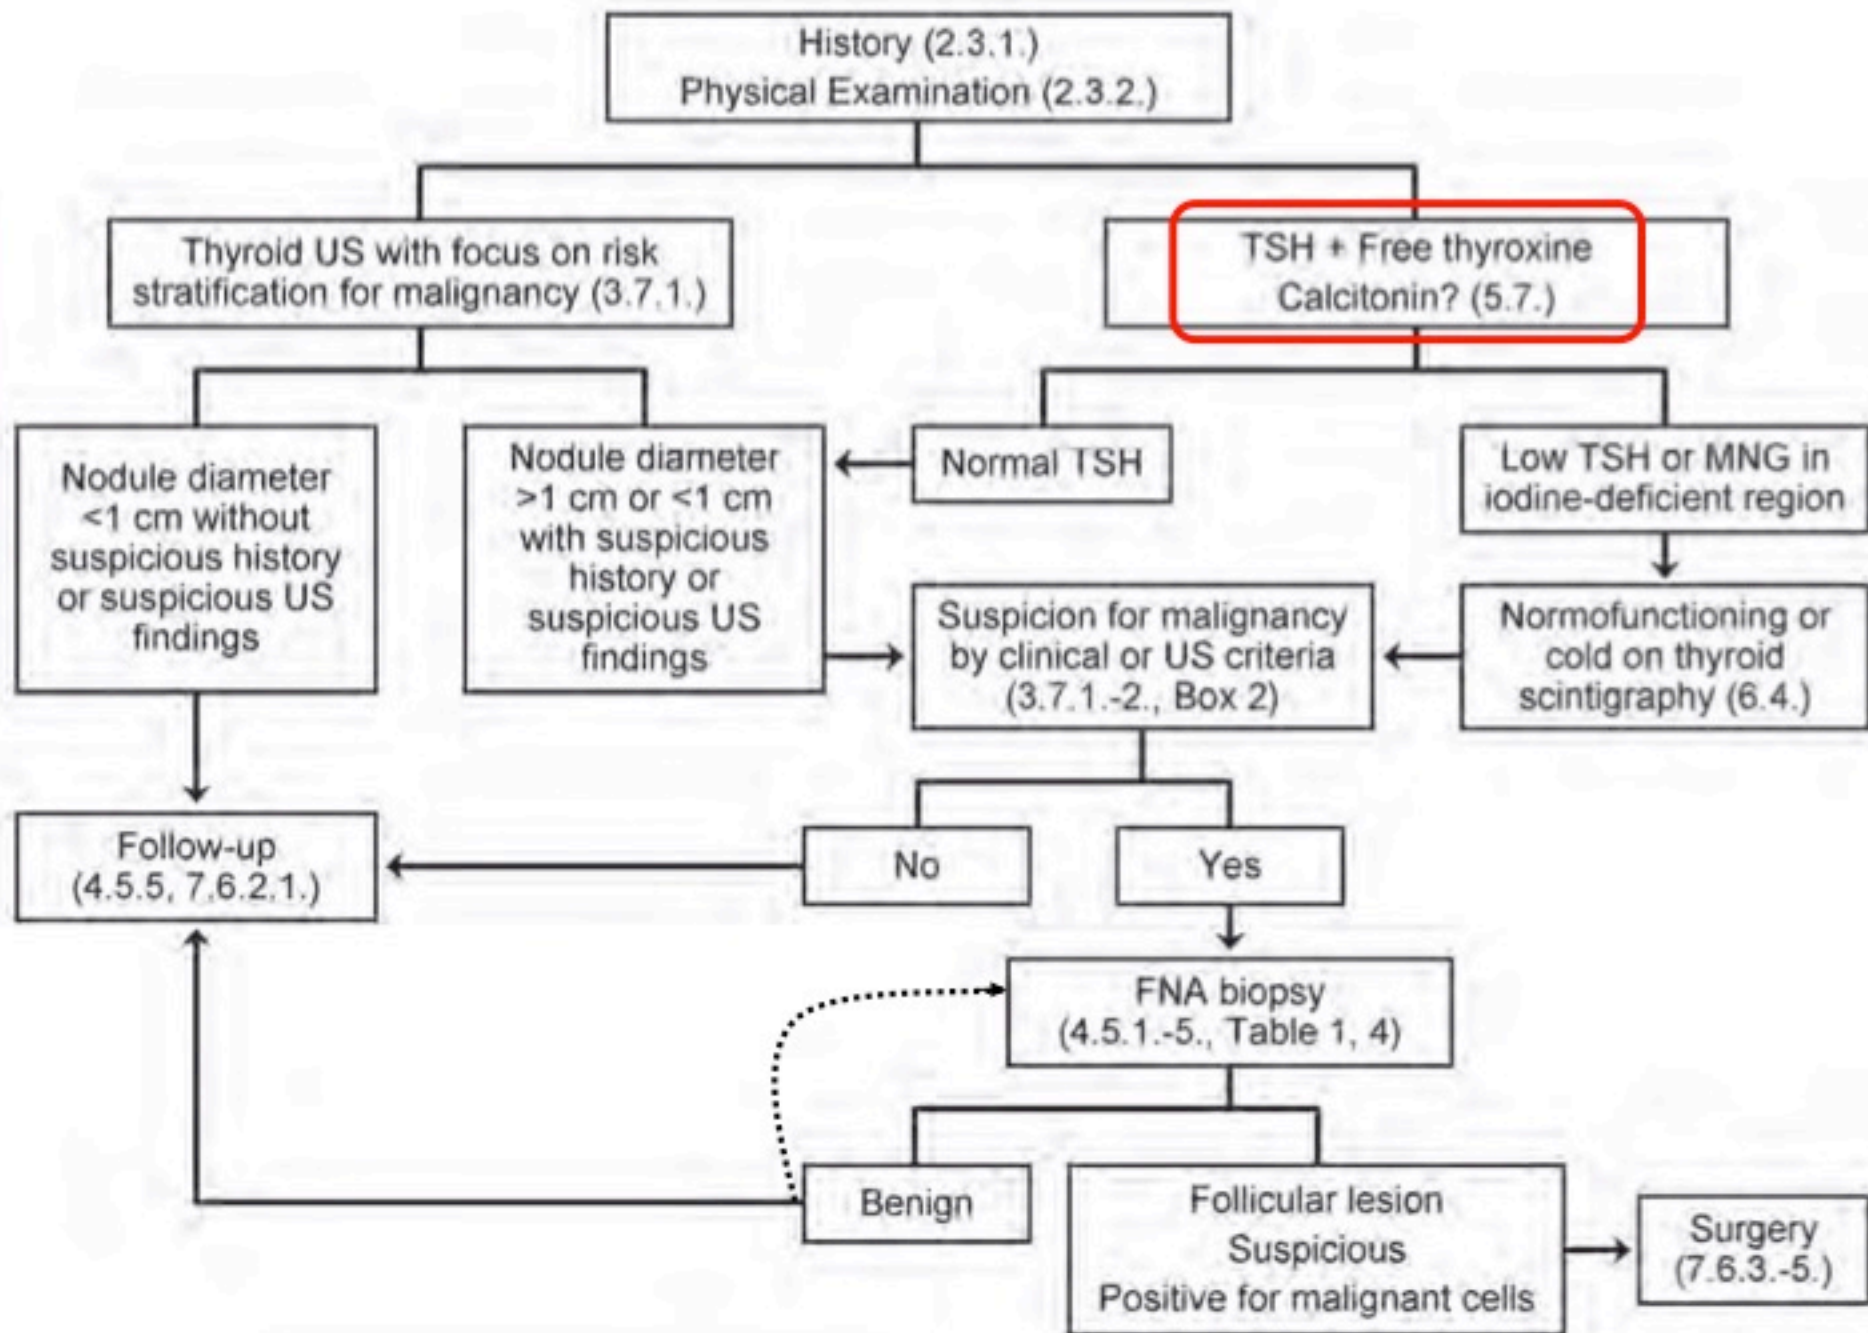 History (2.3.1.)
Physical Examination (2.3.2.)
Thyroid US with focus on risk
stratification for malignancy (3.7.1.)
TSH + Free thyroxine
Calcitonin? (5.7.)
Nodule diameter
<1 cm without
suspicious history
or suspicious US
findings
Nodule diameter
>1 cm or <1 cm
with suspicious
history or
suspicious US
findings
Normal TSH
Low TSH or MNG in
iodine-deficient region
Suspicion for malignancy
by clinical or US criteria
(3.7.1.-2., Box 2)
Normofunctioning or
cold on thyroid
scintigraphy (6.4.)
Follow-up
(4.5.5, 7.6.2.1.)
No
Yes
FNA biopsy
(4.5.1.-5., Table 1, 4)
Benign
Follicular lesion
Suspicious
Positive for malignant cells
Surgery
(7.6.3.-5.)